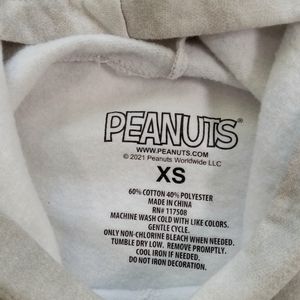 PEANUTS®
WWW.PEANUTS.COM
© 2021 Peanuts Worldwide LLC
XS
60% COTTON 40% POLYESTER
MADE IN CHINA
RN# 117508
MACHINE WASH COLD WITH LIKE COLORS.
GENTLE CYCLE.
ONLY NON-CHLORINE BLEACH WHEN NEEDED.
TUMBLE DRY LOW. REMOVE PROMPTLY.
COOL IRON IF NEEDED.
DO NOT IRON DECORATION.